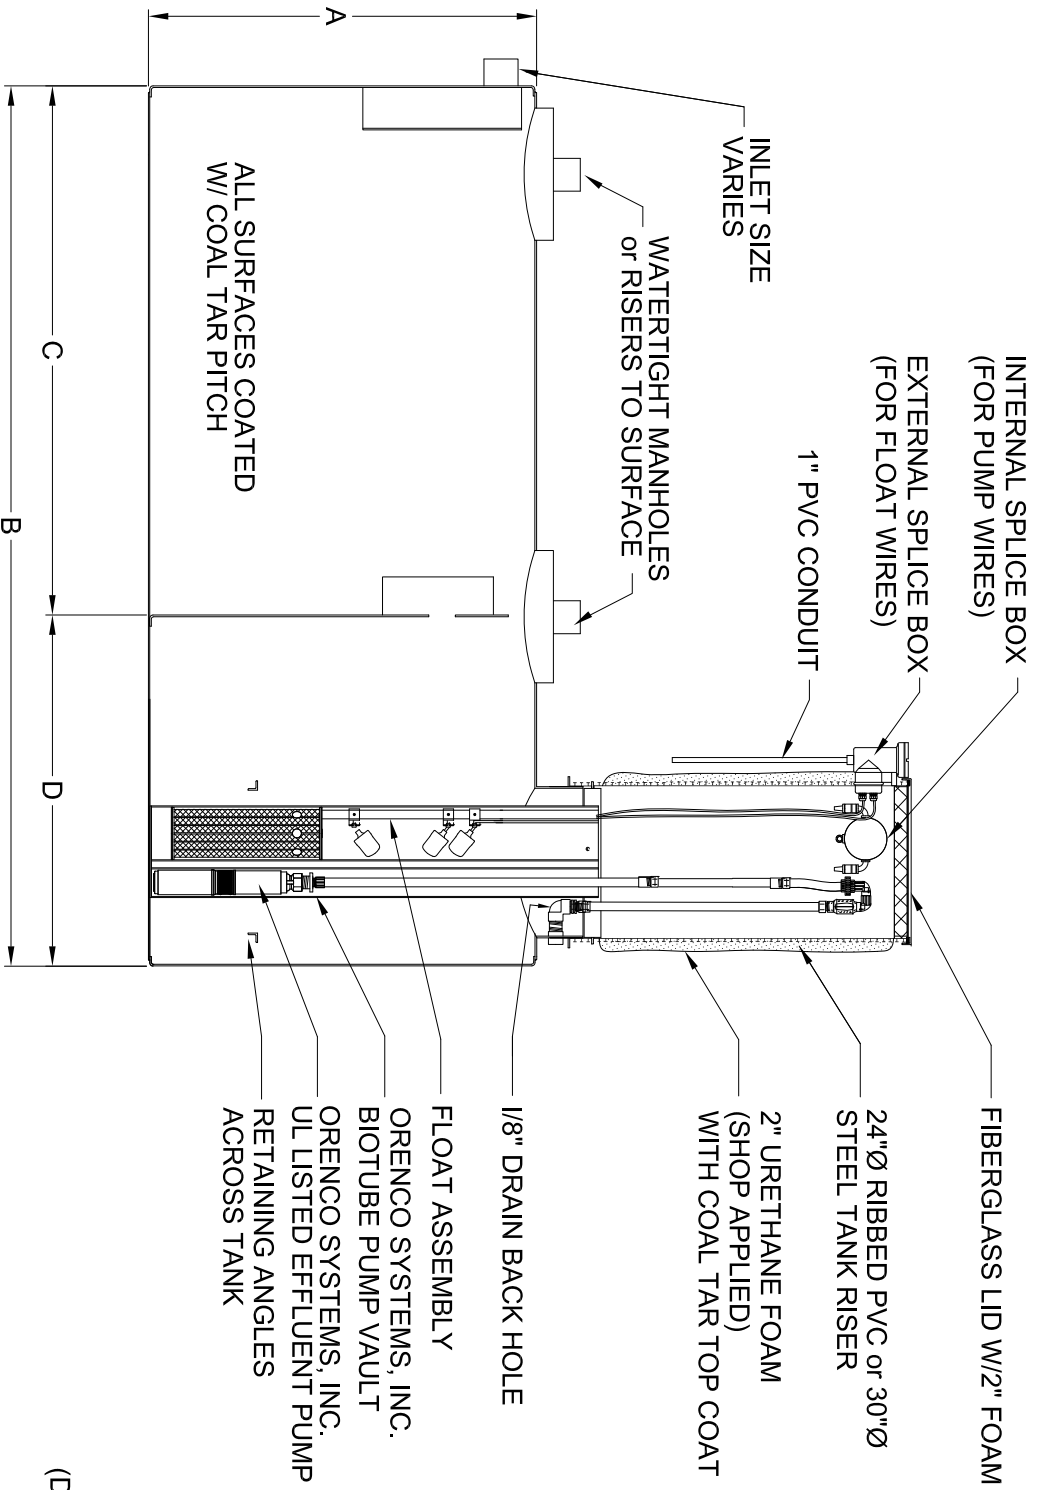 INTERNAL SPLICE BOX
(FOR PUMP WIRES)
EXTERNAL SPLICE BOX
(FOR FLOAT WIRES)
1" PVC CONDUIT
INLET SIZE
VARIES
WATERTIGHT MANHOLES
or RISERS TO SURFACE
A
ALL SURFACES COATED
W/ COAL TAR PITCH
C
D
B
FIBERGLASS LID W/2" FOAM
24"Ø RIBBED PVC or 30"Ø
STEEL TANK RISER
2" URETHANE FOAM
(SHOP APPLIED)
WITH COAL TAR TOP COAT
1/8" DRAIN BACK HOLE
FLOAT ASSEMBLY
ORENCO SYSTEMS, INC.
BIOTUBE PUMP VAULT
ORENCO SYSTEMS, INC.
UL LISTED EFFLUENT PUMP
RETAINING ANGLES
ACROSS TANK